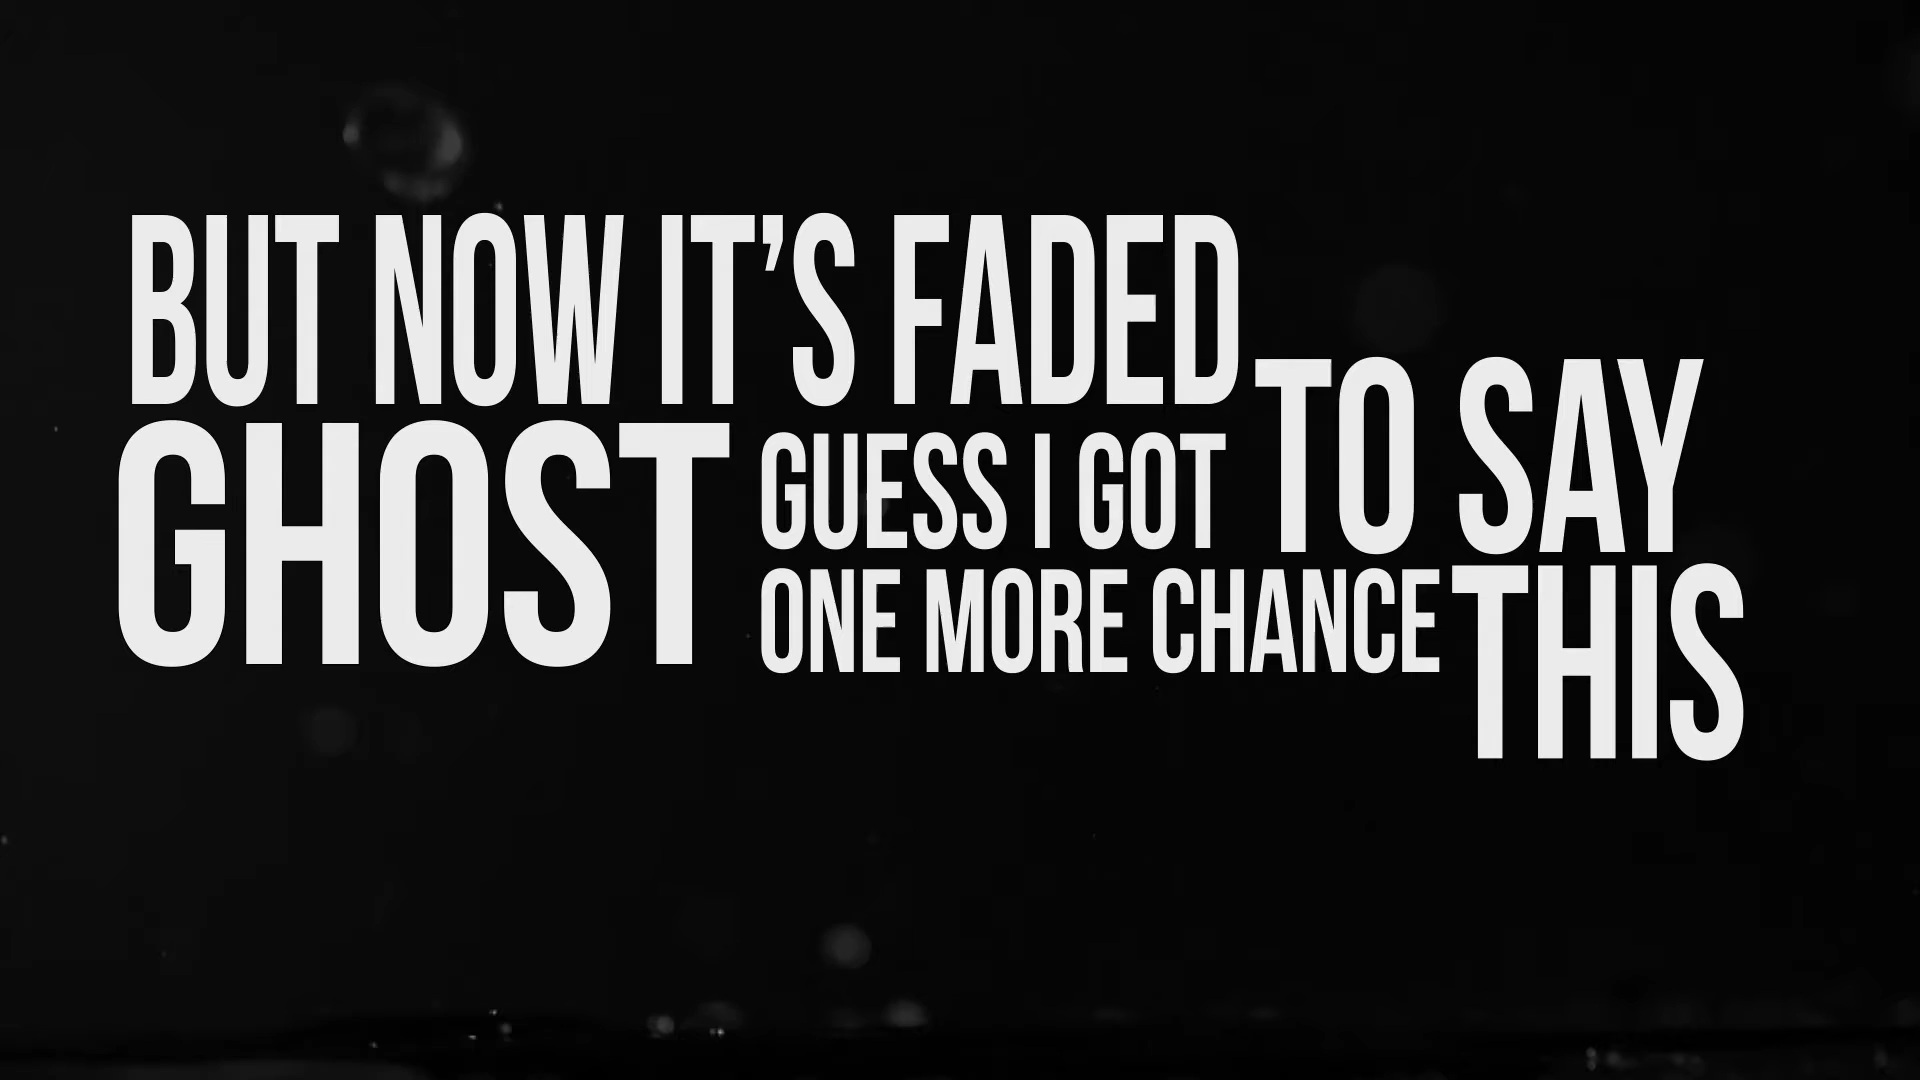 BUT NOW IT'S FADED
GHOST
GUESS I GOT
ONE MORE CHANCE
TO SAY
THIS